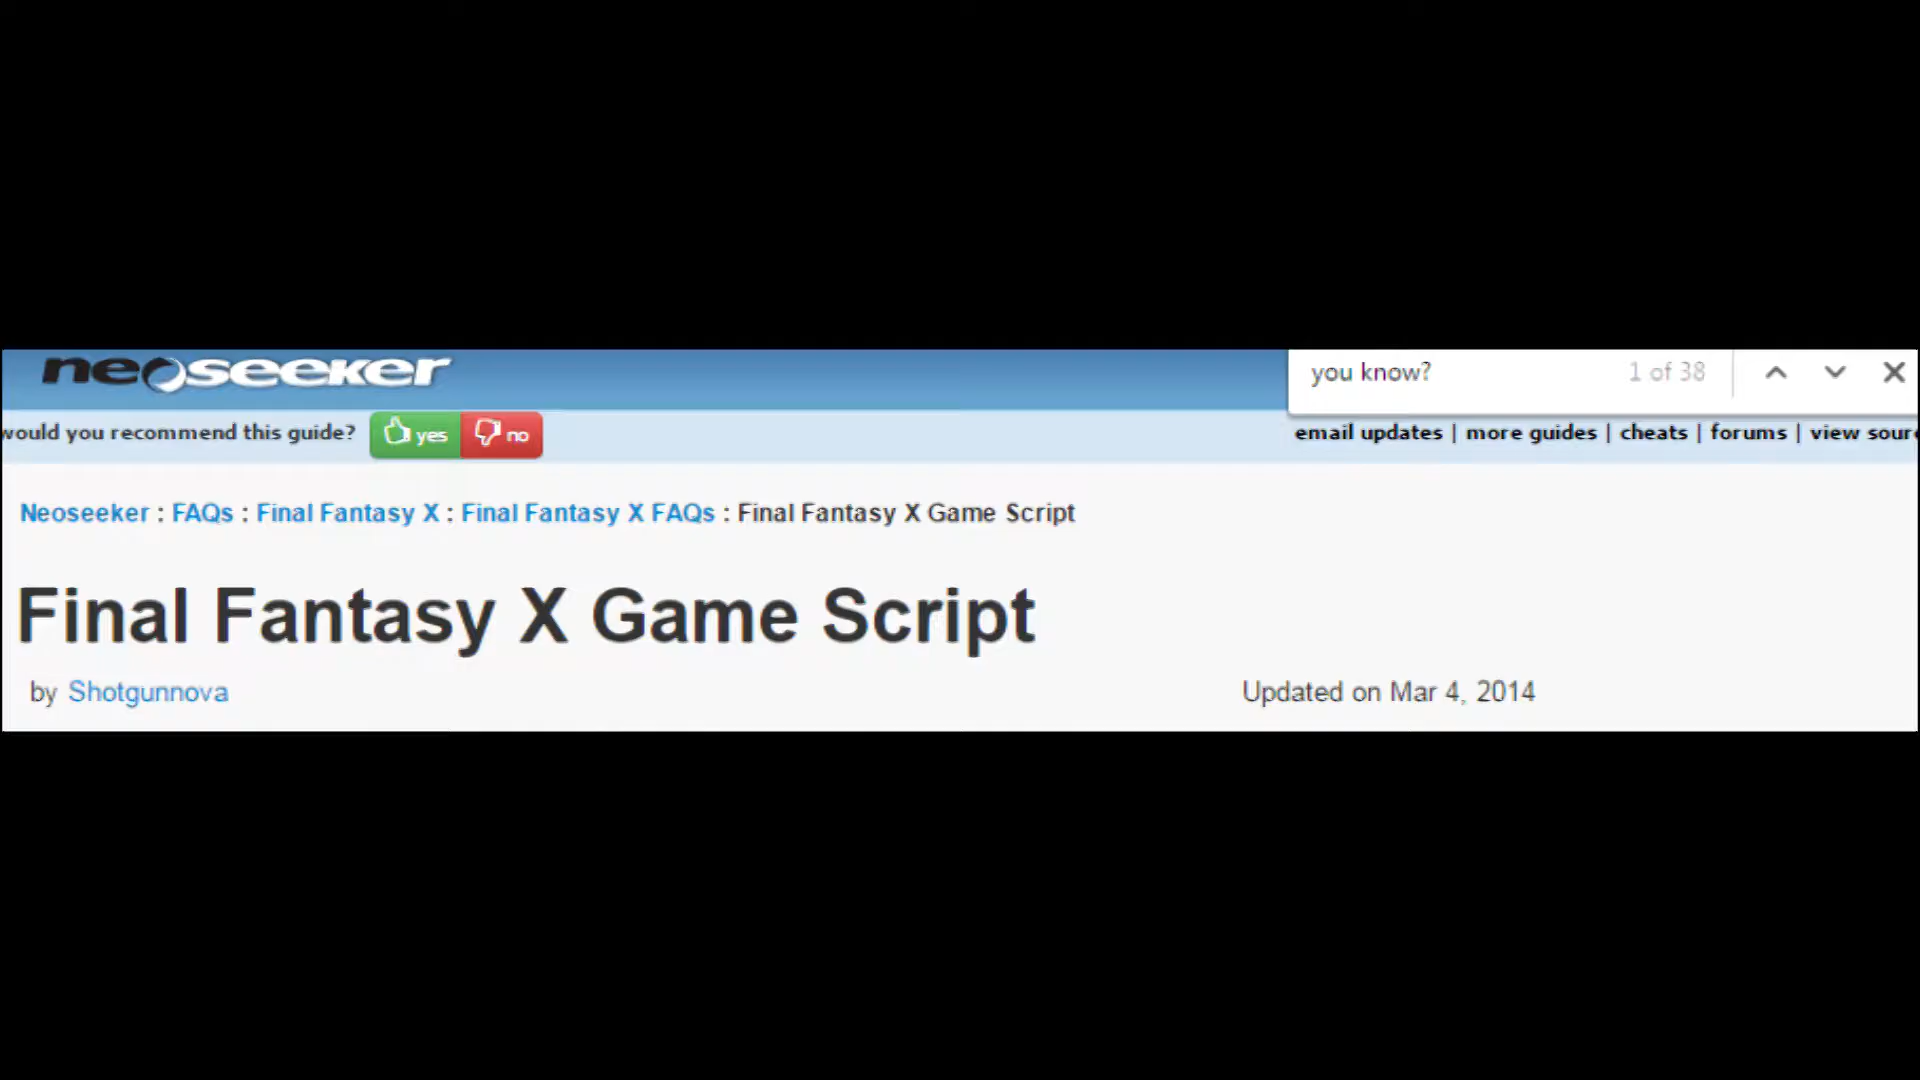 neoseeker
you know? 1 of 38
would you recommend this guide? yes no
email updates | more guides | cheats | forums | view sour
Neoseeker : FAQs : Final Fantasy X : Final Fantasy X FAQs : Final Fantasy X Game Script
Final Fantasy X Game Script
by Shotgunnova
Updated on Mar 4, 2014